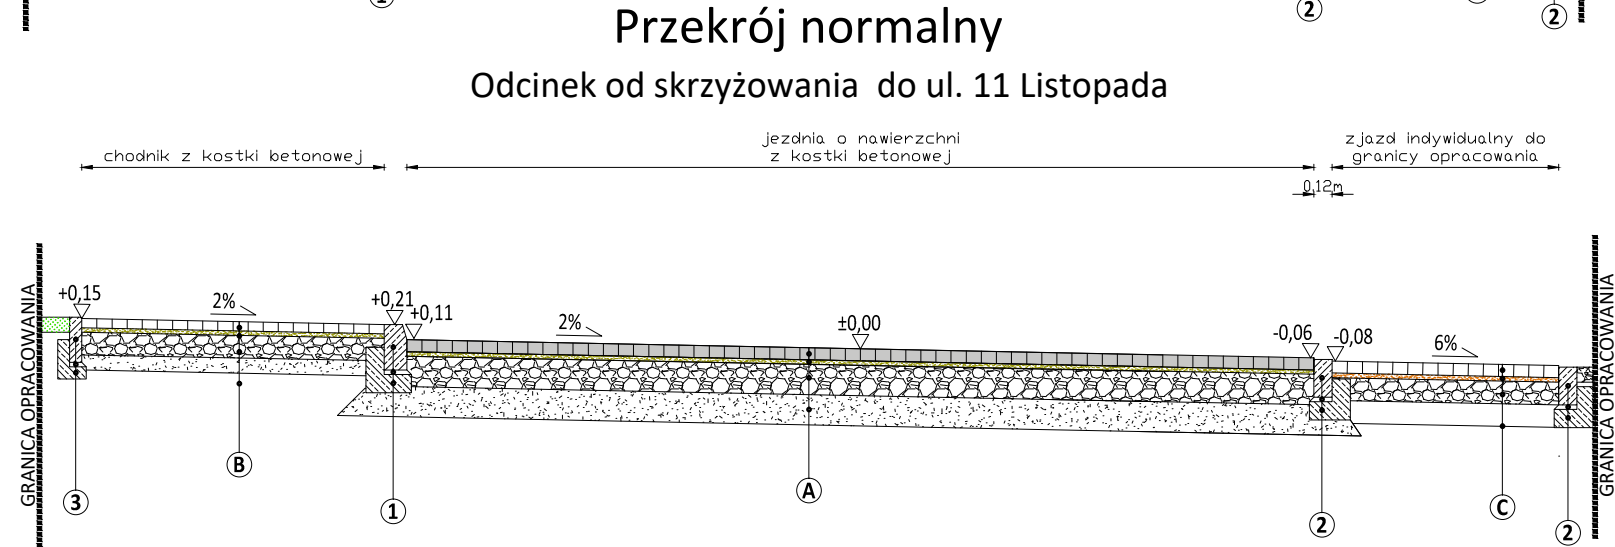 1
2
2
Przekrój normalny
Odcinek od skrzyżowania do ul. 11 Listopada
chodnik z kostki betonowej
jezdnia o nawierzchni
z kostki betonowej
zjazd indywidualny do
granicy opracowania
0,12m
GRANICA OPRACOWANIA
+0,15
2%
+0,21
+0,11
2%
±0,00
-0,06
-0,08
6%
GRANICA OPRACOWANIA
3
B
1
A
2
C
2